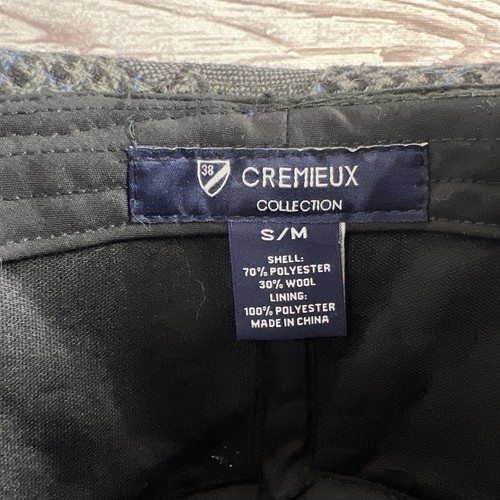 38
CREMIEUX
COLLECTION
S/M
SHELL:
70% POLYESTER
30% WOOL
LINING:
100% POLYESTER
MADE IN CHINA